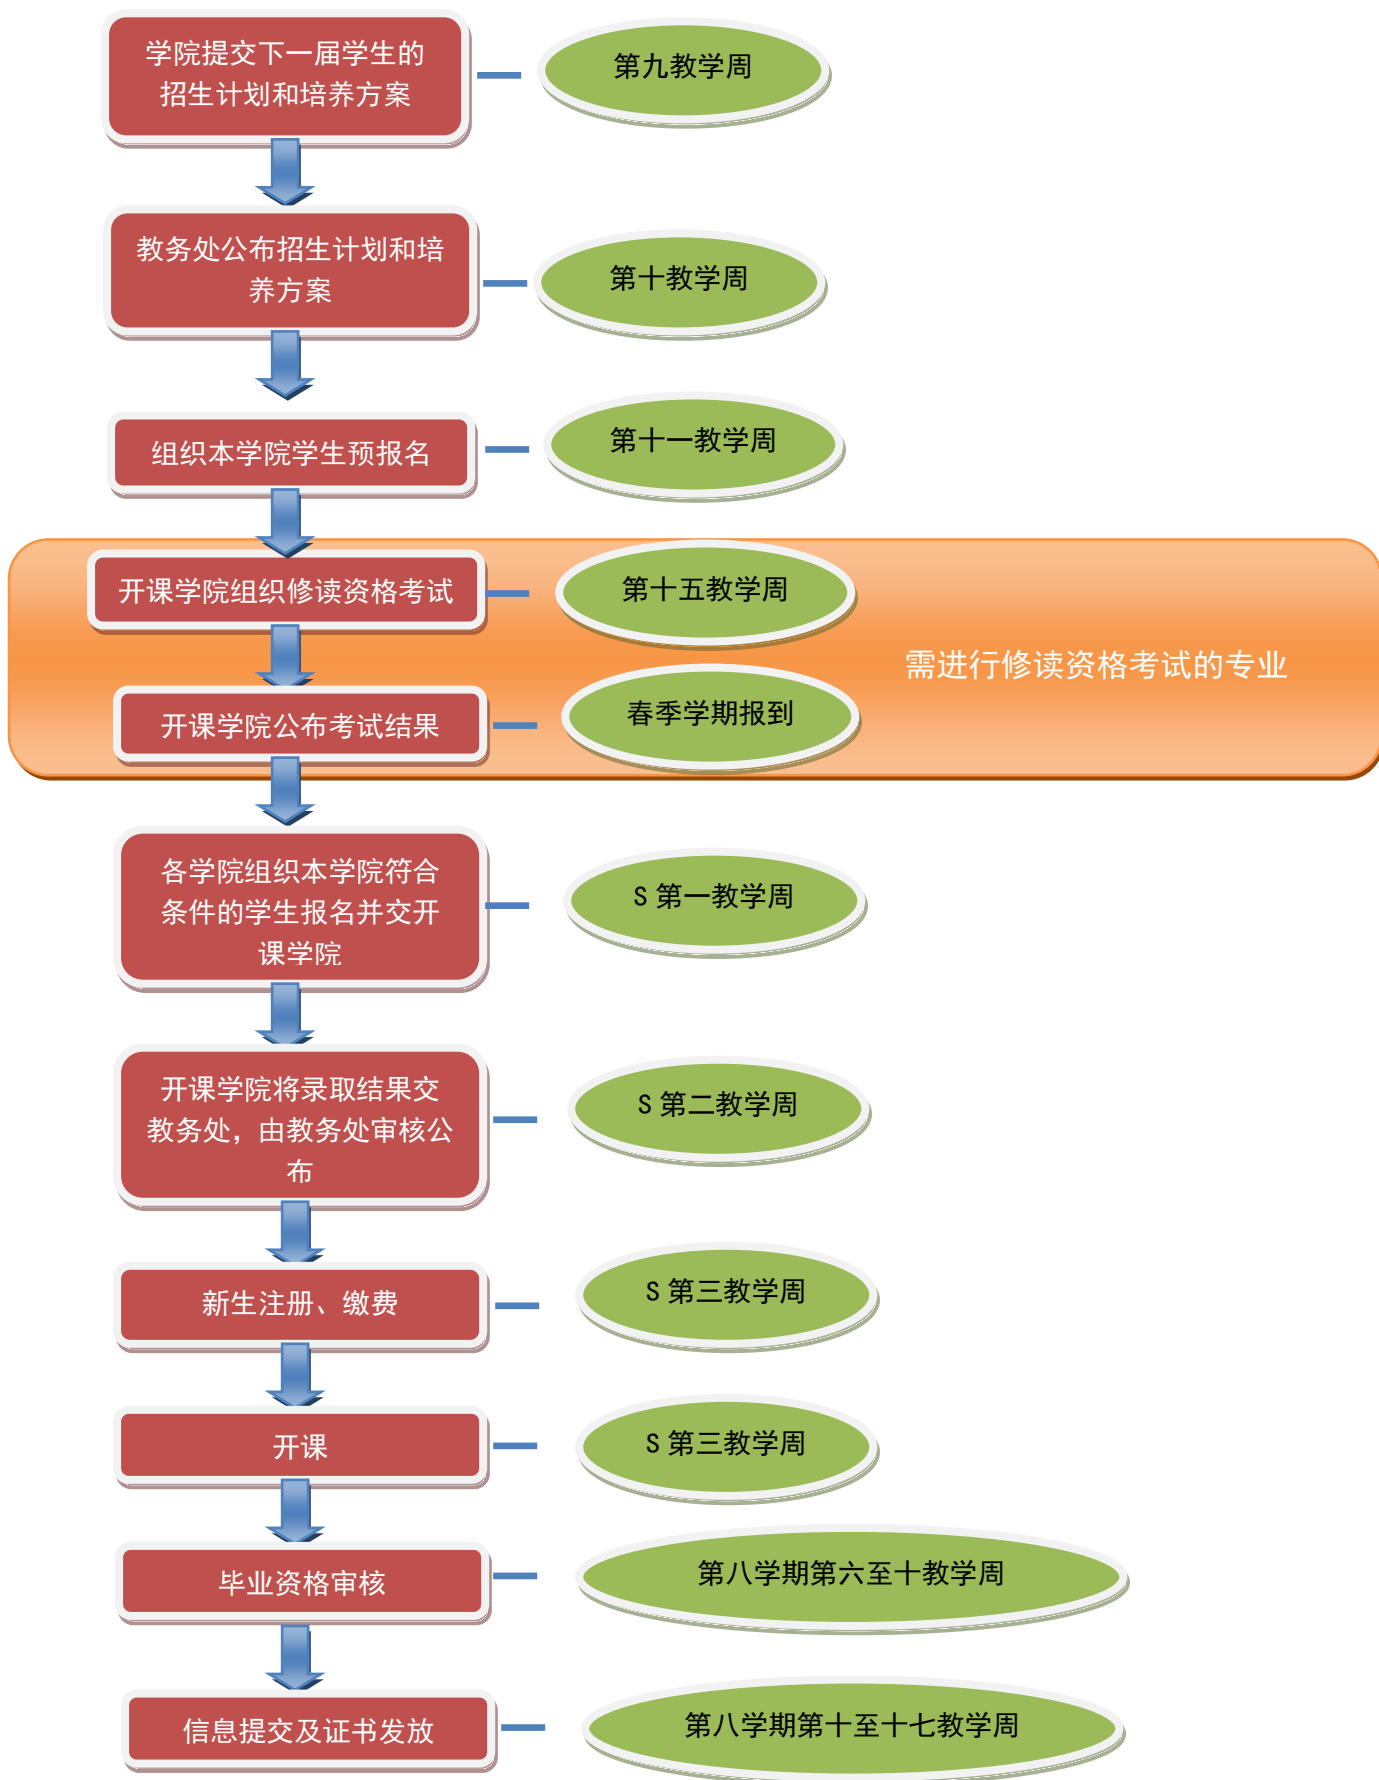 学院提交下一届学生的
招生计划和培养方案
第九教学周
教务处公布招生计划和培
养方案
第十教学周
组织本学院学生预报名
第十一教学周
开课学院组织修读资格考试
第十五教学周
需进行修读资格考试的专业
开课学院公布考试结果
春季学期报到
各学院组织本学院符合
条件的学生报名并交开
课学院
S 第一教学周
开课学院将录取结果交
教务处，由教务处审核公
布
S 第二教学周
新生注册、缴费
S 第三教学周
开课
S 第三教学周
毕业资格审核
第八学期第六至十教学周
信息提交及证书发放
第八学期第十至十七教学周